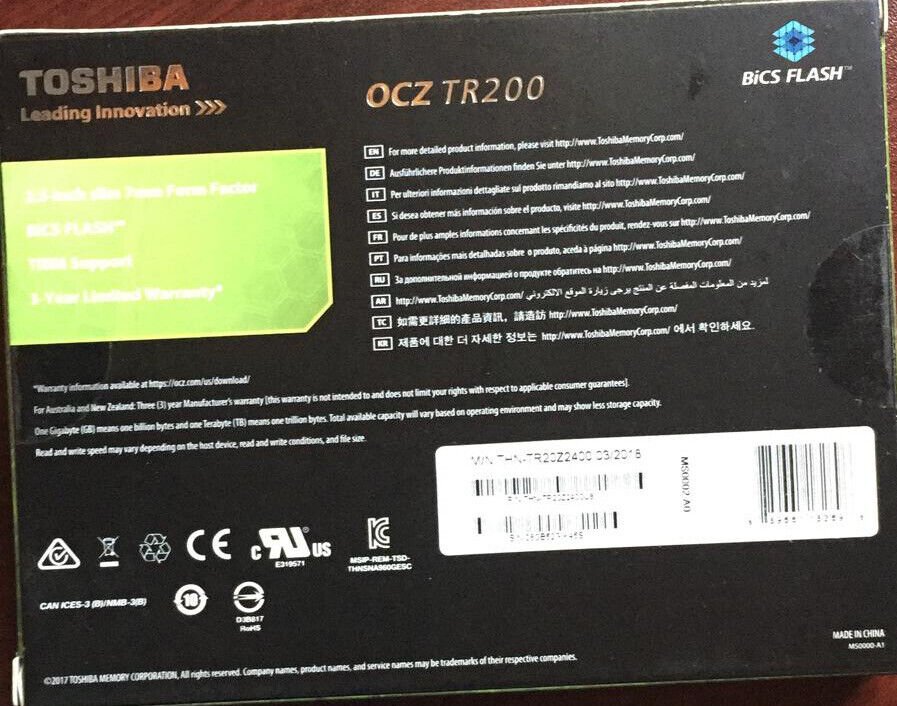 TOSHIBA
Leading Innovation >>>
OCZ TR200
BiCS FLASH™
2.5-inch slim 7mm Form Factor
BiCS FLASH™
TRIM Support
3-Year Limited Warranty*
EN For more detailed product information, please visit http://www.ToshibaMemoryCorp.com/
DE Ausführlichere Produktinformationen finden Sie unter http://www.ToshibaMemoryCorp.com/
IT Per ulteriori informazioni dettagliate sul prodotto rimandiamo al sito http://www.ToshibaMemoryCorp.com/
ES Si desea obtener más información sobre el producto, visite http://www.ToshibaMemoryCorp.com/
FR Pour de plus amples informations concernant les spécificités du produit, rendez-vous sur http://www.ToshibaMemoryCorp.com/
PT Para informações mais detalhadas sobre o produto, aceda à página http://www.ToshibaMemoryCorp.com/
RU За дополнительной информацией о продукте обратитесь на http://www.ToshibaMemoryCorp.com/
AR لمزيد من المعلومات المفصلة عن المنتج يرجى زيارة الموقع الالكتروني http://www.ToshibaMemoryCorp.com/
TC 如需更詳細的產品資訊，請造訪 http://www.ToshibaMemoryCorp.com/
KR 제품에 대한 더 자세한 정보는 http://www.ToshibaMemoryCorp.com/ 에서 확인하세요.
*Warranty information available at https://ocz.com/us/download/
For Australia and New Zealand: Three (3) year Manufacturer's warranty [this warranty is not intended to and does not limit your rights with respect to applicable consumer guarantees].
One Gigabyte (GB) means one billion bytes and one Terabyte (TB) means one trillion bytes. Total available capacity will vary based on operating environment and may show less storage capacity.
Read and write speed may vary depending on the host device, read and write conditions, and file size.
M/N THN-TR20Z2400 03/2018
P/N THN-TR20Z2400U8
MS0002-A0
CE
c RU US
E319571
MSIP-REM-TSD-
THNSNA960GESC
CAN ICES-3 (B)/NMB-3(B)
10
D3B817
RoHS
MADE IN CHINA
MS0000-A1
©2017 TOSHIBA MEMORY CORPORATION, All rights reserved. Company names, product names, and service names may be trademarks of their respective companies.